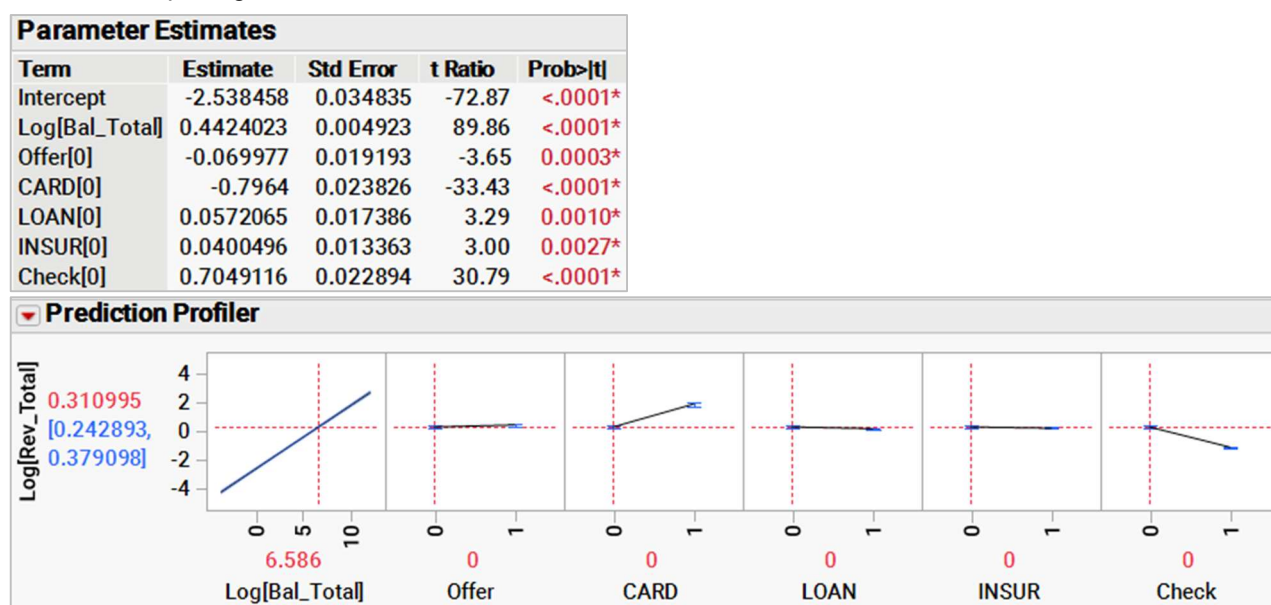 Parameter Estimates
Term Estimate Std Error t Ratio Prob>|t|
Intercept -2.538458 0.034835 -72.87 <.0001*
Log[Bal_Total] 0.4424023 0.004923 89.86 <.0001*
Offer[0] -0.069977 0.019193 -3.65 0.0003*
CARD[0] -0.7964 0.023826 -33.43 <.0001*
LOAN[0] 0.0572065 0.017386 3.29 0.0010*
INSUR[0] 0.0400496 0.013363 3.00 0.0027*
Check[0] 0.7049116 0.022894 30.79 <.0001*
Prediction Profiler
Log[Rev_Total]
0.310995
[0.242893,
0.379098]
4
2
0
-2
-4
0 5 10 0 1 0 1 0 1 0 1 0 1
6.586 0 0 0 0 0
Log[Bal_Total] Offer CARD LOAN INSUR Check